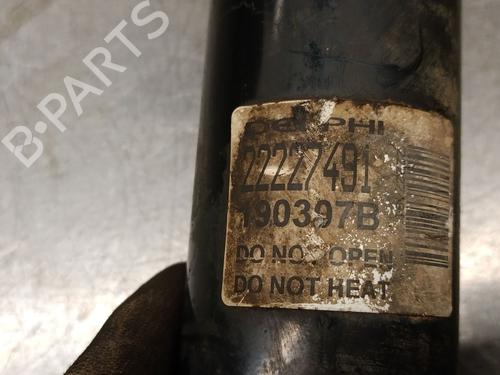 DELPHI
22227491
190397B
DO NOT OPEN
DO NOT HEAT
B-PARTS